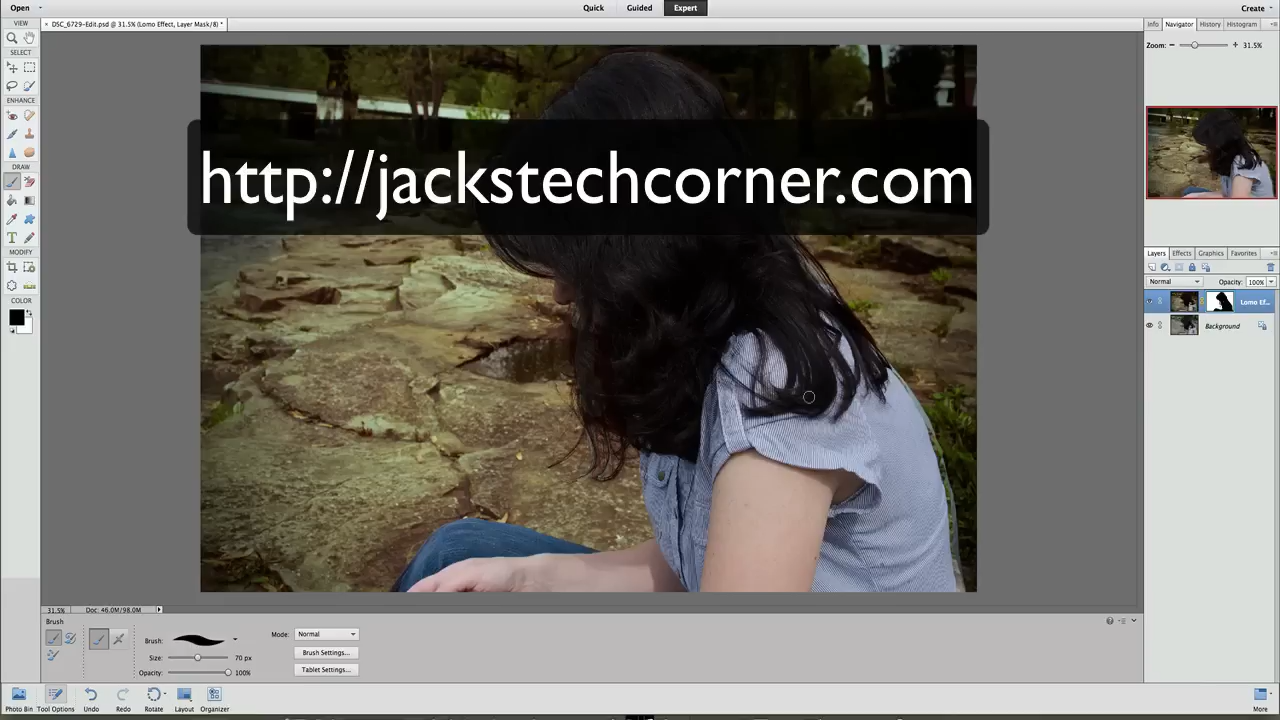 Open
Quick Guided Expert
Create
VIEW
× DSC_6729-Edit.psd @ 31.5% (Lomo Effect, Layer Mask/8) *
Info Navigator History Histogram
Zoom: 31.5%
SELECT
ENHANCE
DRAW
MODIFY
COLOR
http://jackstechcorner.com
Layers Effects Graphics Favorites
Normal Opacity: 100%
Lomo Ef...
Background
31.5% Doc: 46.0M/98.0M
Brush
Brush:
Size: 70 px
Opacity: 100%
Mode: Normal
Brush Settings...
Tablet Settings...
Photo Bin Tool Options Undo Redo Rotate Layout Organizer More